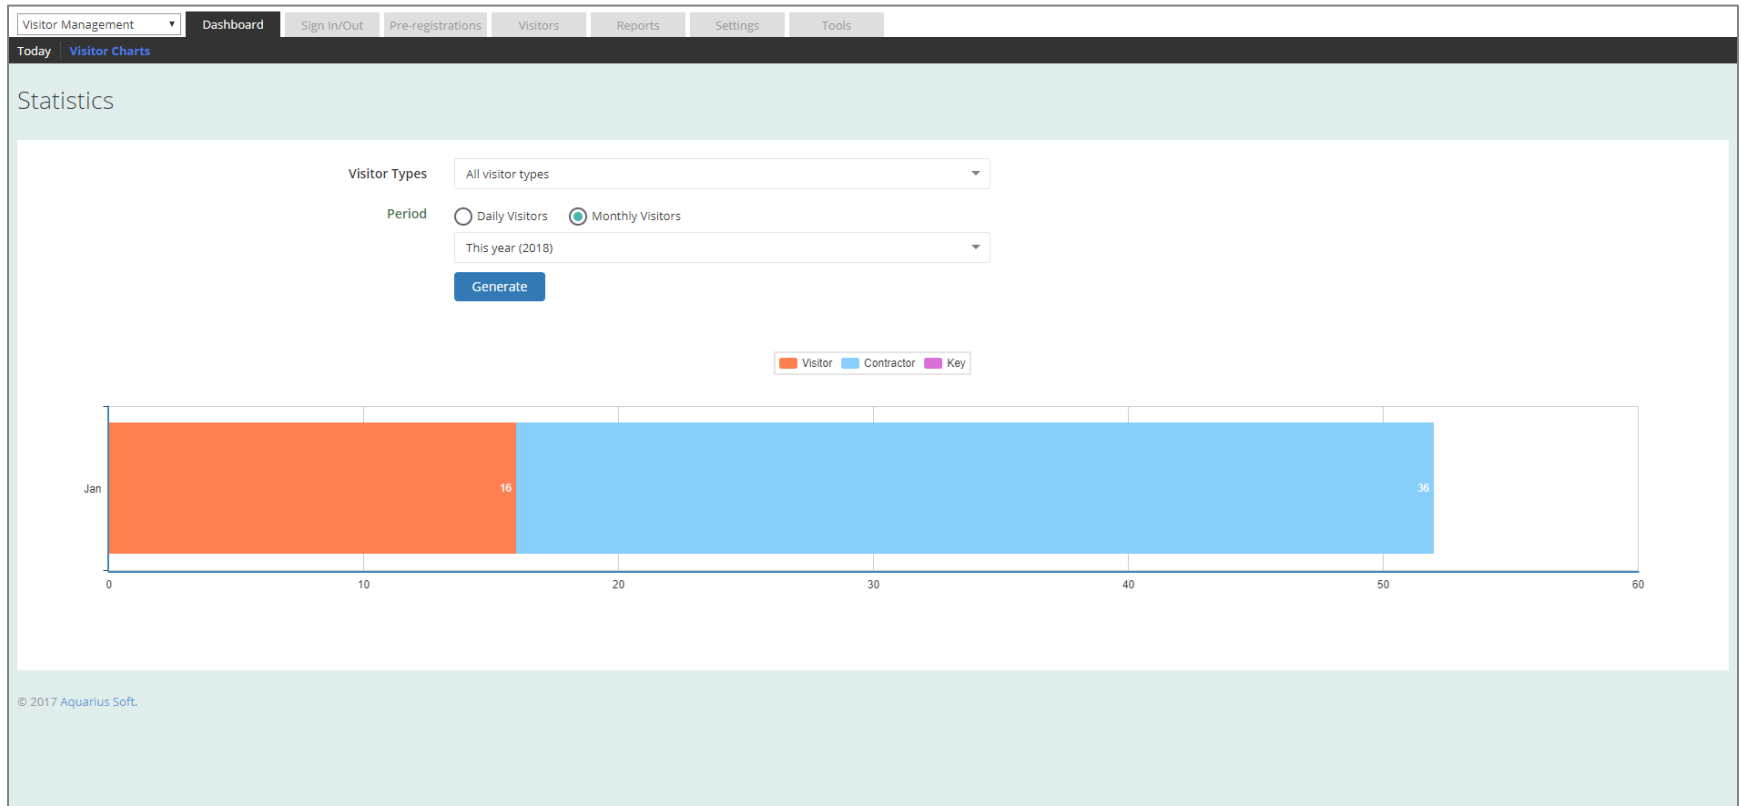 Visitor Management Dashboard Sign In/Out Pre-registrations Visitors Reports Settings Tools
Today Visitor Charts
Statistics
Visitor Types All visitor types
Period Daily Visitors Monthly Visitors
This year (2018)
Generate
Visitor Contractor Key
Jan 16 36
0 10 20 30 40 50 60
© 2017 Aquarius Soft.